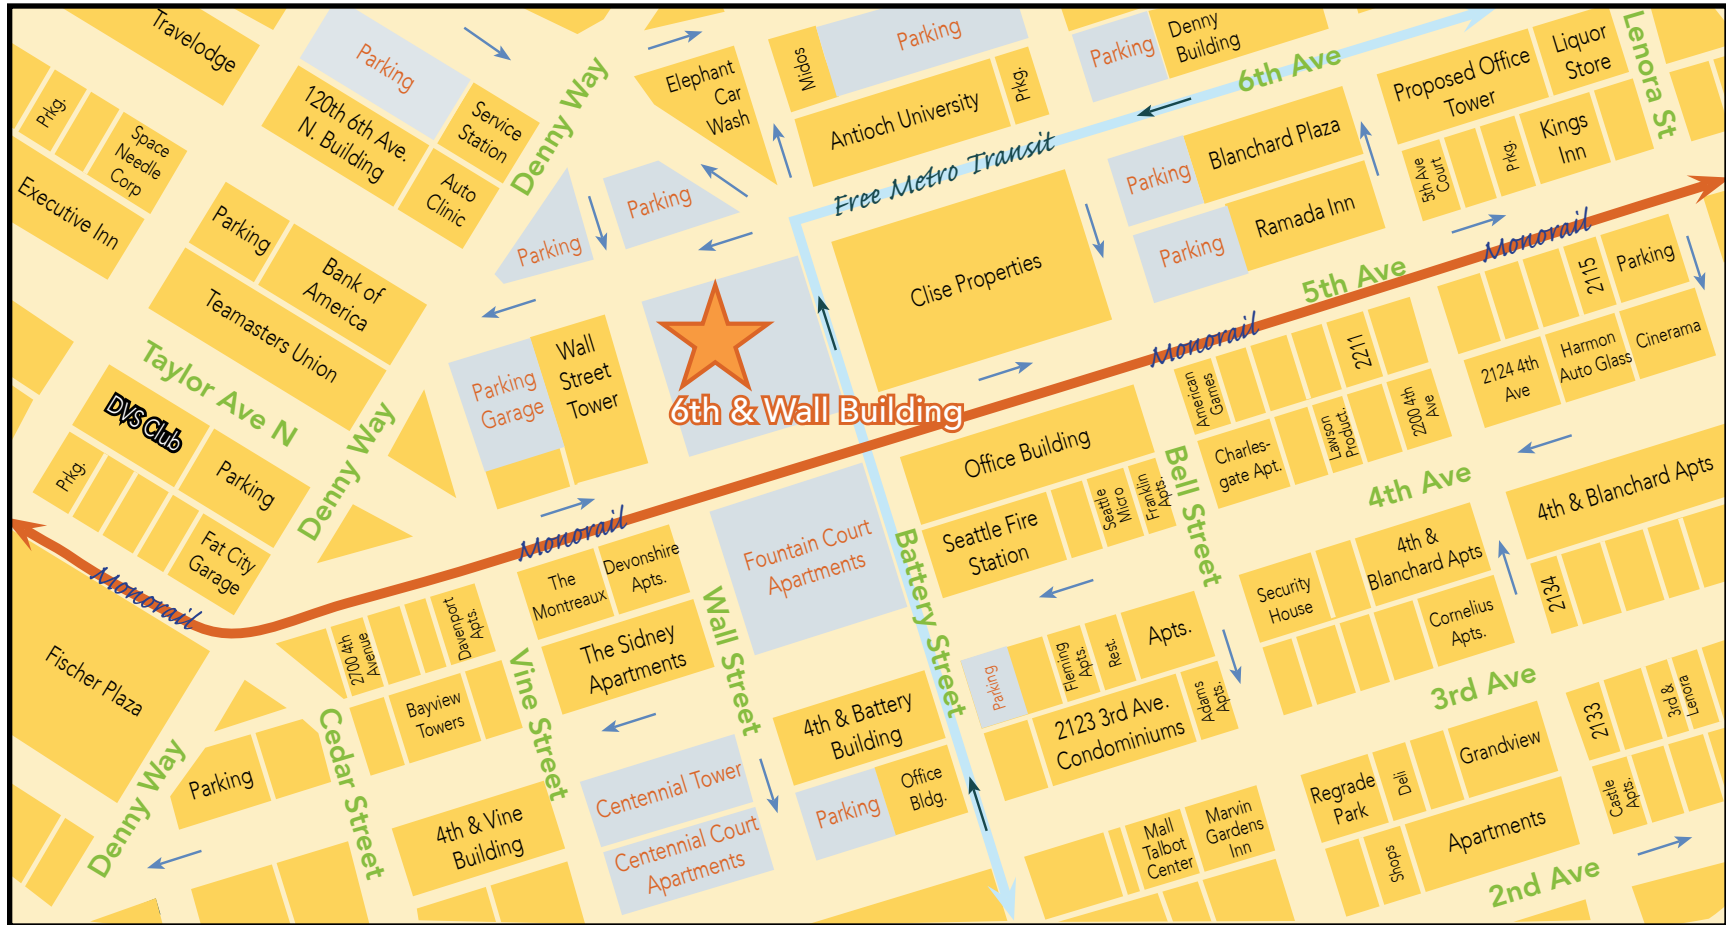 Travelodge
Parking
120th 6th Ave.
N. Building
Service
Station
Auto
Clinic
Denny Way
Prkg.
Space
Needle
Corp
Executive Inn
Elephant
Car
Wash
Midos
Parking
Antioch University
Prkg.
Parking
Denny
Building
6th Ave
Free Metro Transit
Proposed Office
Tower
Liquor
Store
Lenora St
5th Ave
Court
Prkg.
Kings
Inn
Parking
Blanchard Plaza
Parking
Ramada Inn
Parking
Parking
Parking
Bank of
America
Teamasters Union
Clise Properties
5th Ave
Monorail
2115
Parking
2124 4th
Ave
Harmon
Auto Glass
Cinerama
Monorail
American
Games
2211
Charles-
gate Apt.
Lawson
Product.
2200 4th
Ave
Taylor Ave N
DVS Club
Parking
Prkg.
Fat City
Garage
Denny Way
Parking
Garage
Wall
Street
Tower
6th & Wall Building
Office Building
Seattle Fire
Station
Seattle
Micro
Franklin
Apts.
Bell Street
4th Ave
4th & Blanchard Apts
Monorail
The
Montreaux
Devonshire
Apts.
The Sidney
Apartments
Fountain Court
Apartments
Wall Street
Battery Street
Security
House
4th &
Blanchard Apts
Cornelius
Apts.
2134
Monorail
Fischer Plaza
2700 4th
Avenue
Davenport
Apts.
Bayview
Towers
Vine Street
Cedar Street
Denny Way
Parking
4th & Vine
Building
Centennial Tower
Centennial Court
Apartments
4th & Battery
Building
Parking
Office
Bldg.
Parking
Fleming
Apts.
Rest.
Apts.
2123 3rd Ave.
Condominiums
Adams
Apts.
3rd Ave
2133
3rd &
Lenora
Regrade
Park
Deli
Grandview
Castle
Apts.
Shops
Apartments
Mall
Talbot
Center
Marvin
Gardens
Inn
2nd Ave